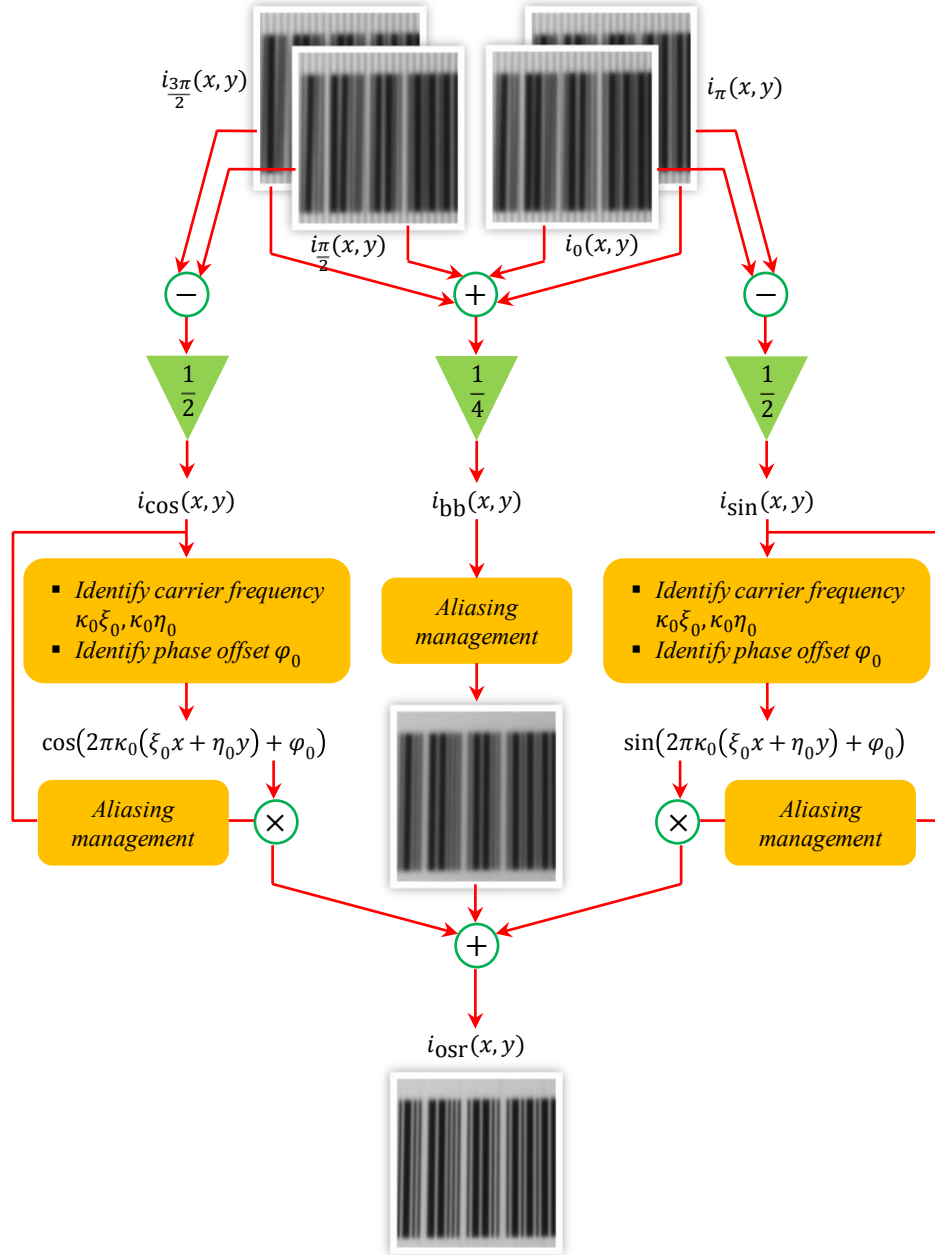 i_{3π/2}(x, y)
i_π(x, y)
i_{π/2}(x, y)
i_0(x, y)
−
+
−
1/2
1/4
1/2
i_cos(x, y)
i_bb(x, y)
i_sin(x, y)
▪ Identify carrier frequency
κ_0ξ_0, κ_0η_0
▪ Identify phase offset φ_0
Aliasing
management
▪ Identify carrier frequency
κ_0ξ_0, κ_0η_0
▪ Identify phase offset φ_0
cos(2πκ_0(ξ_0x + η_0y) + φ_0)
sin(2πκ_0(ξ_0x + η_0y) + φ_0)
Aliasing
management
×
×
Aliasing
management
+
i_osr(x, y)